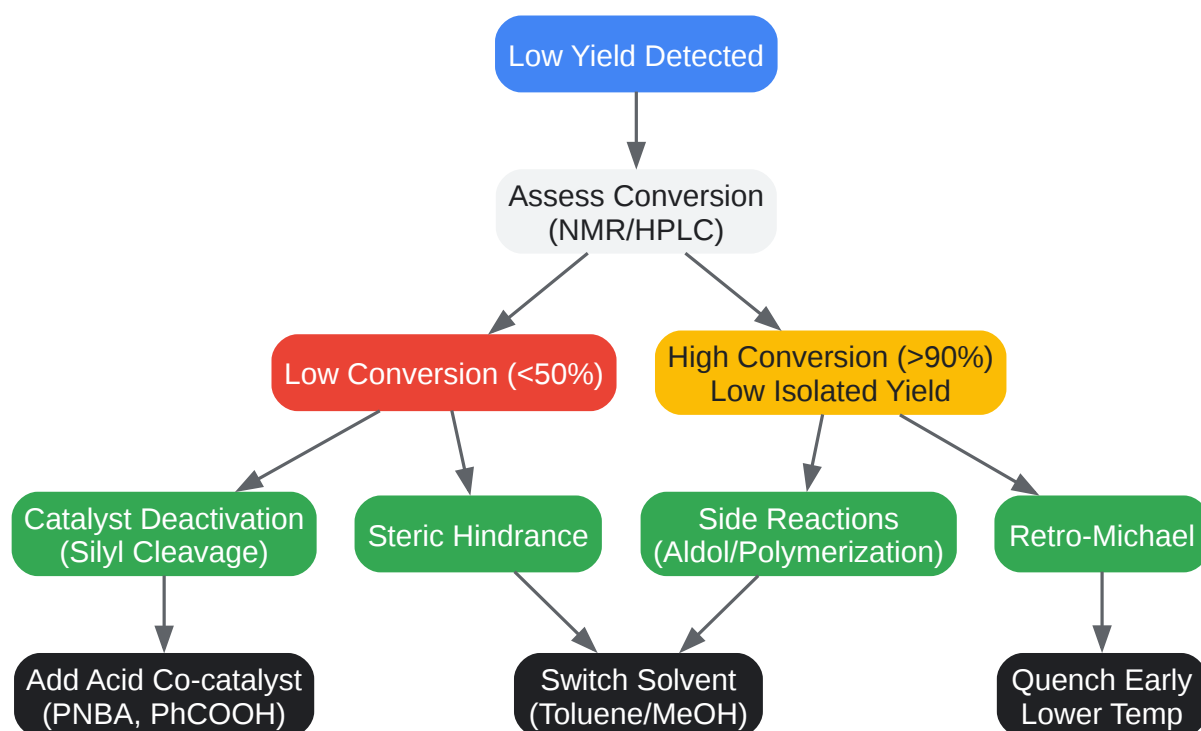 Low Yield Detected
Assess Conversion
(NMR/HPLC)
Low Conversion (<50%)
High Conversion (>90%)
Low Isolated Yield
Catalyst Deactivation
(Silyl Cleavage)
Steric Hindrance
Side Reactions
(Aldol/Polymerization)
Retro-Michael
Add Acid Co-catalyst
(PNBA, PhCOOH)
Switch Solvent
(Toluene/MeOH)
Quench Early
Lower Temp